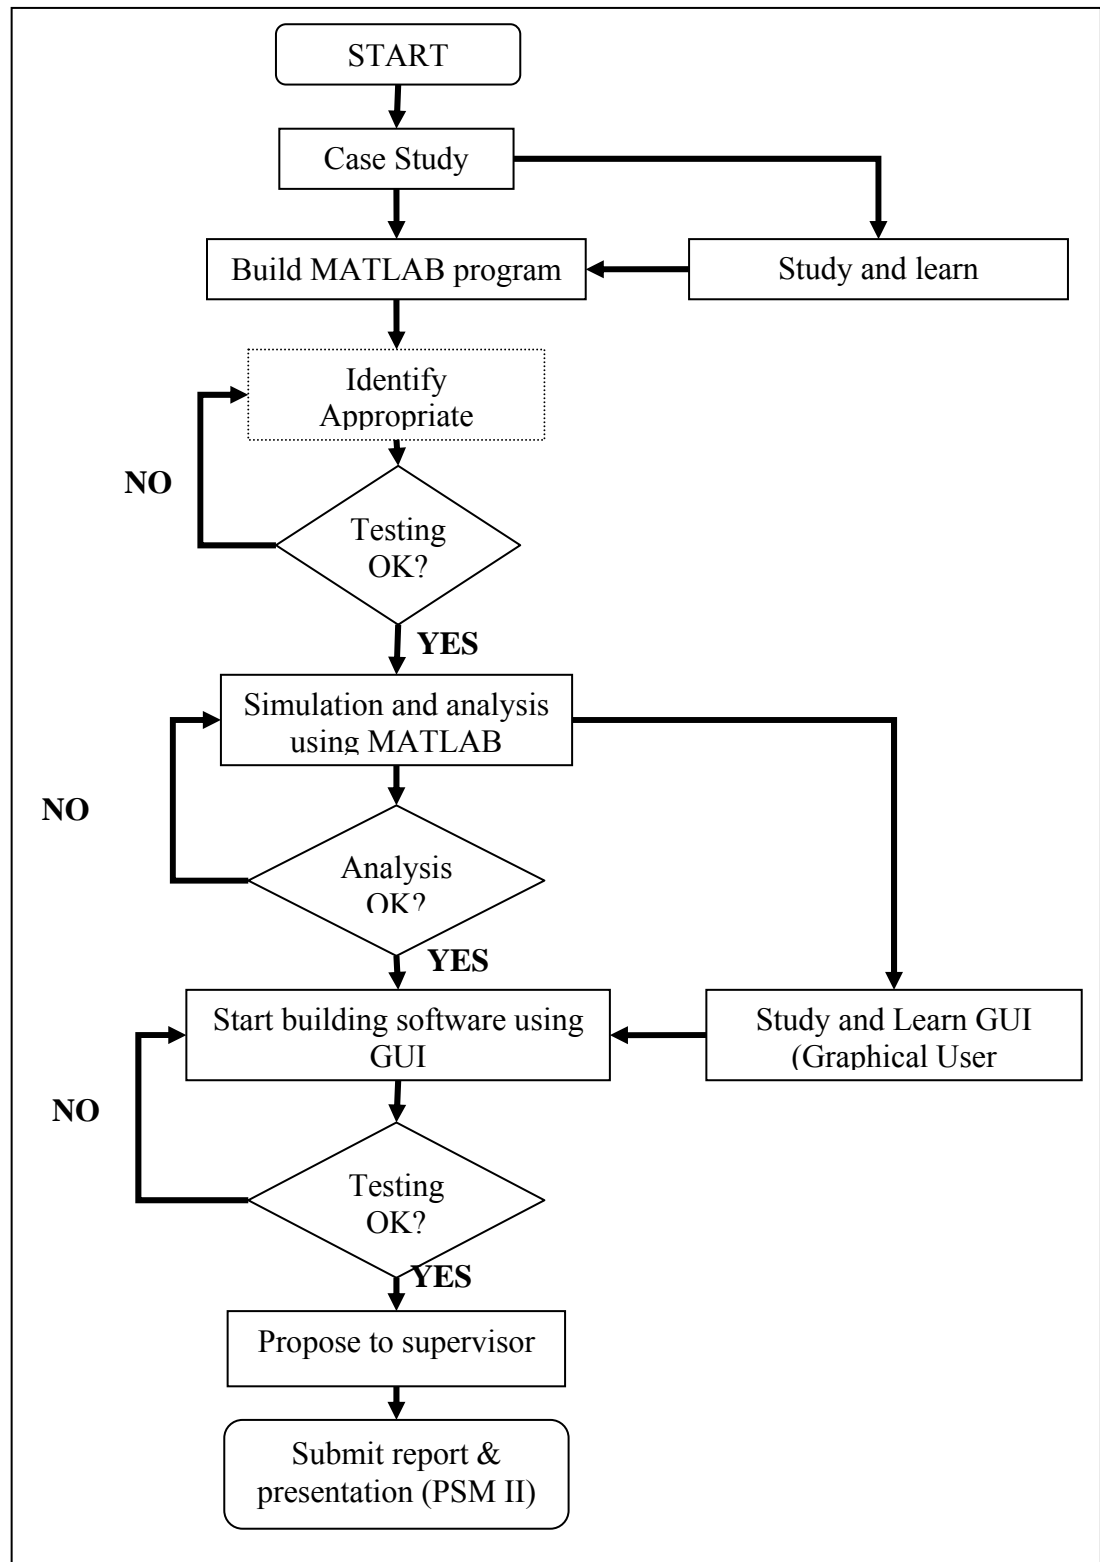 START
Case Study
Build MATLAB program
Study and learn
Identify
Appropriate
NO
Testing
OK?
YES
Simulation and analysis
using MATLAB
NO
Analysis
OK?
YES
Start building software using
GUI
Study and Learn GUI
(Graphical User
NO
Testing
OK?
YES
Propose to supervisor
Submit report &
presentation (PSM II)